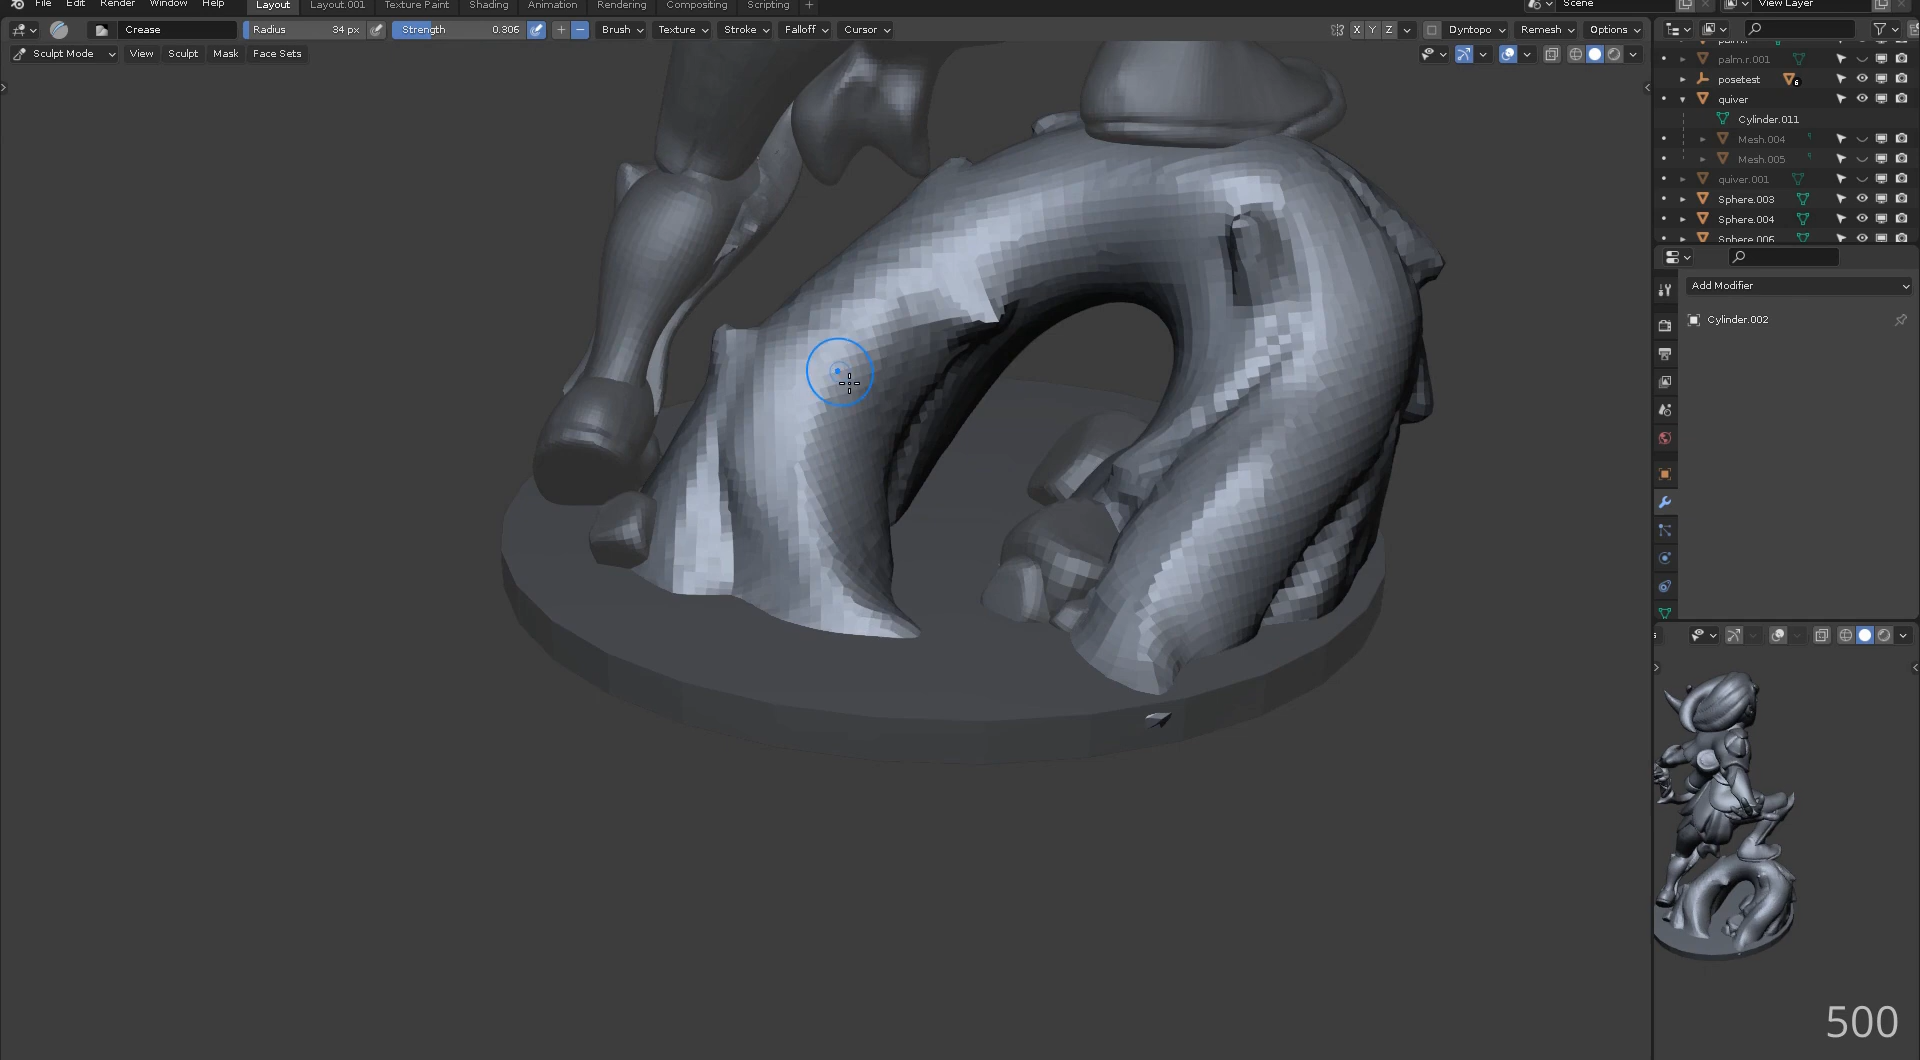 File Edit Render Window Help Layout Layout.001 Texture Paint Shading Animation Rendering Compositing Scripting + Scene View Layer
Crease Radius 34 px Strength 0.306 + − Brush Texture Stroke Falloff Cursor X Y Z Dyntopo Remesh Options
Sculpt Mode View Sculpt Mask Face Sets
palm.r.001
posetest 6
quiver
Cylinder.011
Mesh.004
Mesh.005
quiver.001
Sphere.003
Sphere.004
Sphere.006
Add Modifier
Cylinder.002
500